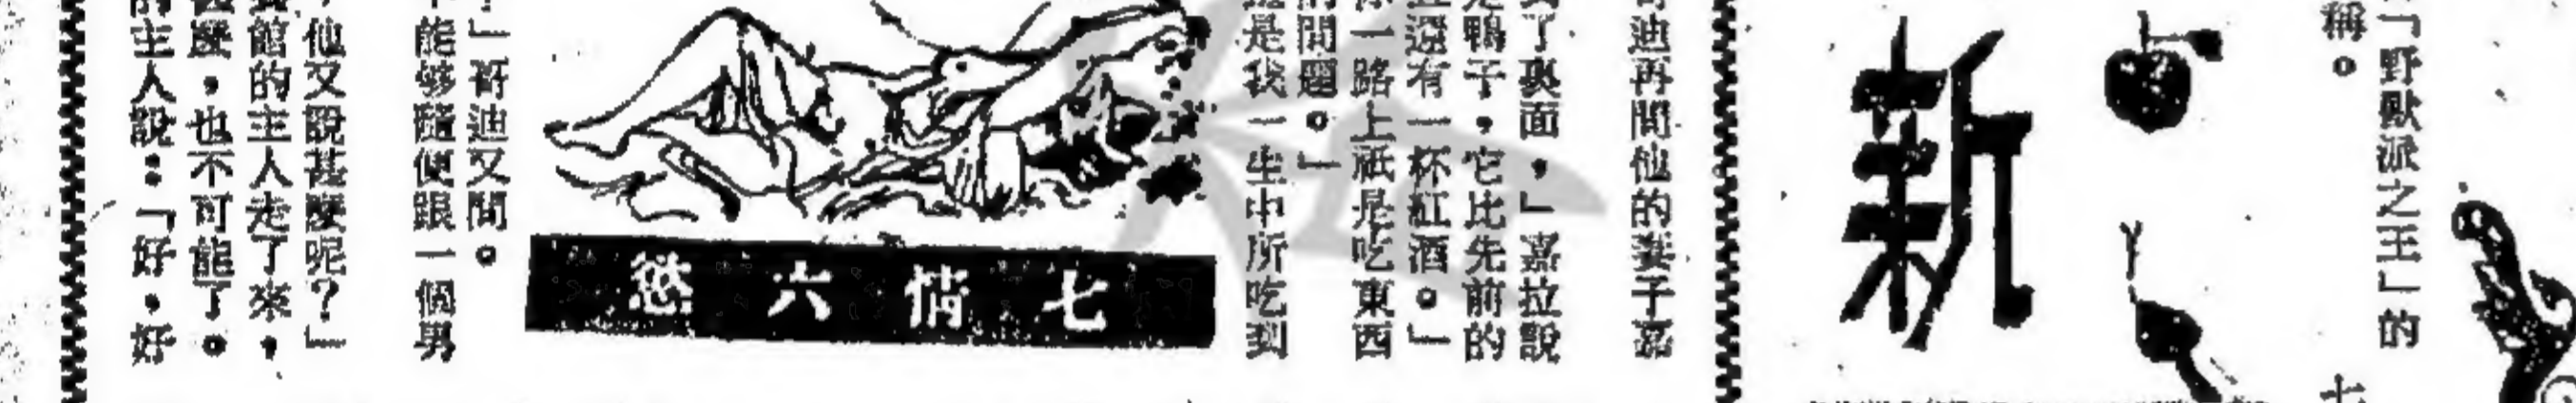 「野獸派之王」的
稱。
七
新
哥迪再問他的妻子嘉
了裏面，」嘉拉說
是鴨子，它比先前的
且還有一杯紅酒。」
你一路上祇是吃東西
的問題。」
是我一生中所吃到
七情六慾
」哥迪又問。
不能够隨便跟一個男
，他又說甚麼呢？」
館的主人走了來，
甚麼，也不可能了。
的主人說：「好，好